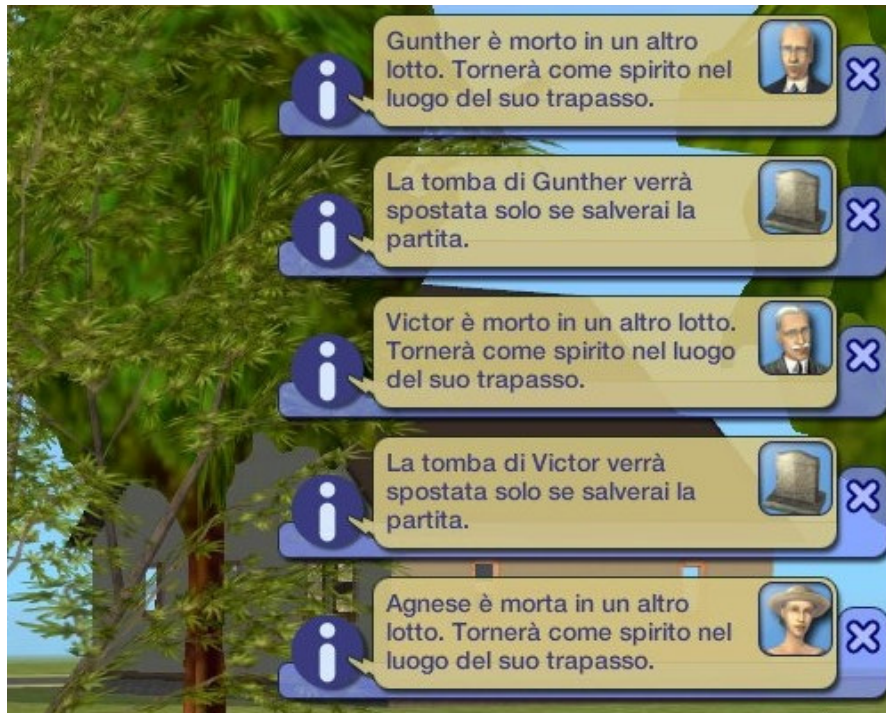 Gunther è morto in un altro
lotto. Tornerà come spirito nel
luogo del suo trapasso.
La tomba di Gunther verrà
spostata solo se salverai la
partita.
Victor è morto in un altro lotto.
Tornerà come spirito nel luogo
del suo trapasso.
La tomba di Victor verrà
spostata solo se salverai la
partita.
Agnese è morta in un altro
lotto. Tornerà come spirito nel
luogo del suo trapasso.